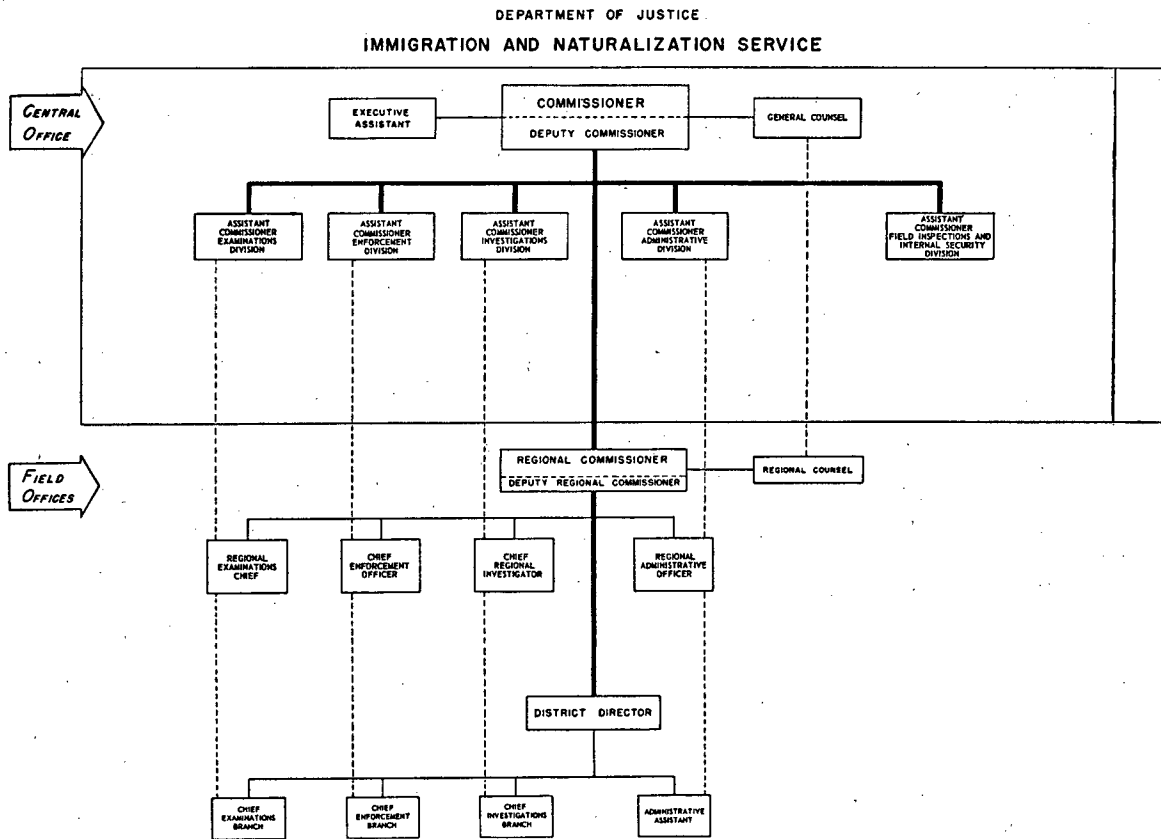 DEPARTMENT OF JUSTICE
IMMIGRATION AND NATURALIZATION SERVICE
CENTRAL
OFFICE
EXECUTIVE
ASSISTANT
COMMISSIONER
DEPUTY COMMISSIONER
GENERAL COUNSEL
ASSISTANT
COMMISSIONER
EXAMINATIONS
DIVISION
ASSISTANT
COMMISSIONER
ENFORCEMENT
DIVISION
ASSISTANT
COMMISSIONER
INVESTIGATIONS
DIVISION
ASSISTANT
COMMISSIONER
ADMINISTRATIVE
DIVISION
ASSISTANT
COMMISSIONER
FIELD INSPECTIONS AND
INTERNAL SECURITY
DIVISION
FIELD
OFFICES
REGIONAL COMMISSIONER
DEPUTY REGIONAL COMMISSIONER
REGIONAL COUNSEL
REGIONAL
EXAMINATIONS
CHIEF
CHIEF
ENFORCEMENT
OFFICER
CHIEF
REGIONAL
INVESTIGATOR
REGIONAL
ADMINISTRATIVE
OFFICER
DISTRICT DIRECTOR
CHIEF
EXAMINATIONS
BRANCH
CHIEF
ENFORCEMENT
BRANCH
CHIEF
INVESTIGATIONS
BRANCH
ADMINISTRATIVE
ASSISTANT